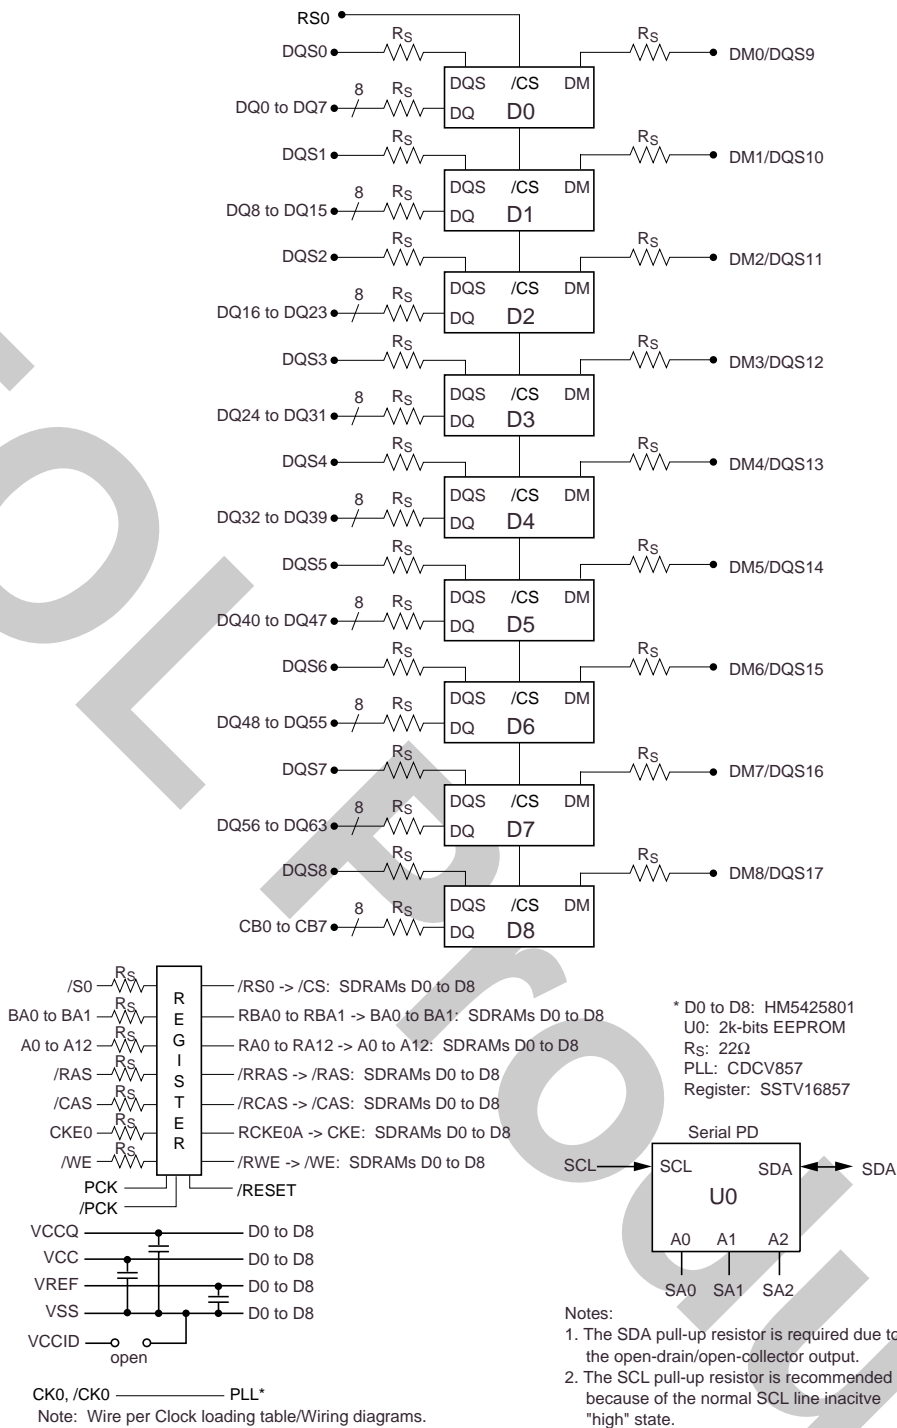 RS0
DQS0 RS RS DM0/DQS9
DQS /CS DM
DQ0 to DQ7 8 RS DQ D0
DQS1 RS RS DM1/DQS10
DQS /CS DM
DQ8 to DQ15 8 RS DQ D1
DQS2 RS RS DM2/DQS11
DQS /CS DM
DQ16 to DQ23 8 RS DQ D2
DQS3 RS RS DM3/DQS12
DQS /CS DM
DQ24 to DQ31 8 RS DQ D3
DQS4 RS RS DM4/DQS13
DQS /CS DM
DQ32 to DQ39 8 RS DQ D4
DQS5 RS RS DM5/DQS14
DQS /CS DM
DQ40 to DQ47 8 RS DQ D5
DQS6 RS RS DM6/DQS15
DQS /CS DM
DQ48 to DQ55 8 RS DQ D6
DQS7 RS RS DM7/DQS16
DQS /CS DM
DQ56 to DQ63 8 RS DQ D7
DQS8 RS RS DM8/DQS17
DQS /CS DM
CB0 to CB7 8 RS DQ D8
/S0 RS /RS0 -> /CS: SDRAMs D0 to D8
BA0 to BA1 RS RBA0 to RBA1 -> BA0 to BA1: SDRAMs D0 to D8
A0 to A12 RS RA0 to RA12 -> A0 to A12: SDRAMs D0 to D8
/RAS RS /RRAS -> /RAS: SDRAMs D0 to D8
/CAS RS /RCAS -> /CAS: SDRAMs D0 to D8
CKE0 RS RCKE0A -> CKE: SDRAMs D0 to D8
/WE RS /RWE -> /WE: SDRAMs D0 to D8
REGISTER
PCK /RESET
/PCK
* D0 to D8: HM5425801
U0: 2k-bits EEPROM
RS: 22Ω
PLL: CDCV857
Register: SSTV16857
Serial PD
SCL SCL SDA SDA
U0
A0 A1 A2
SA0 SA1 SA2
VCCQ D0 to D8
VCC D0 to D8
VREF D0 to D8
VSS D0 to D8
VCCID open
CK0, /CK0 PLL*
Note: Wire per Clock loading table/Wiring diagrams.
Notes:
1. The SDA pull-up resistor is required due to
the open-drain/open-collector output.
2. The SCL pull-up resistor is recommended
because of the normal SCL line inacitve
"high" state.
EOL Produ